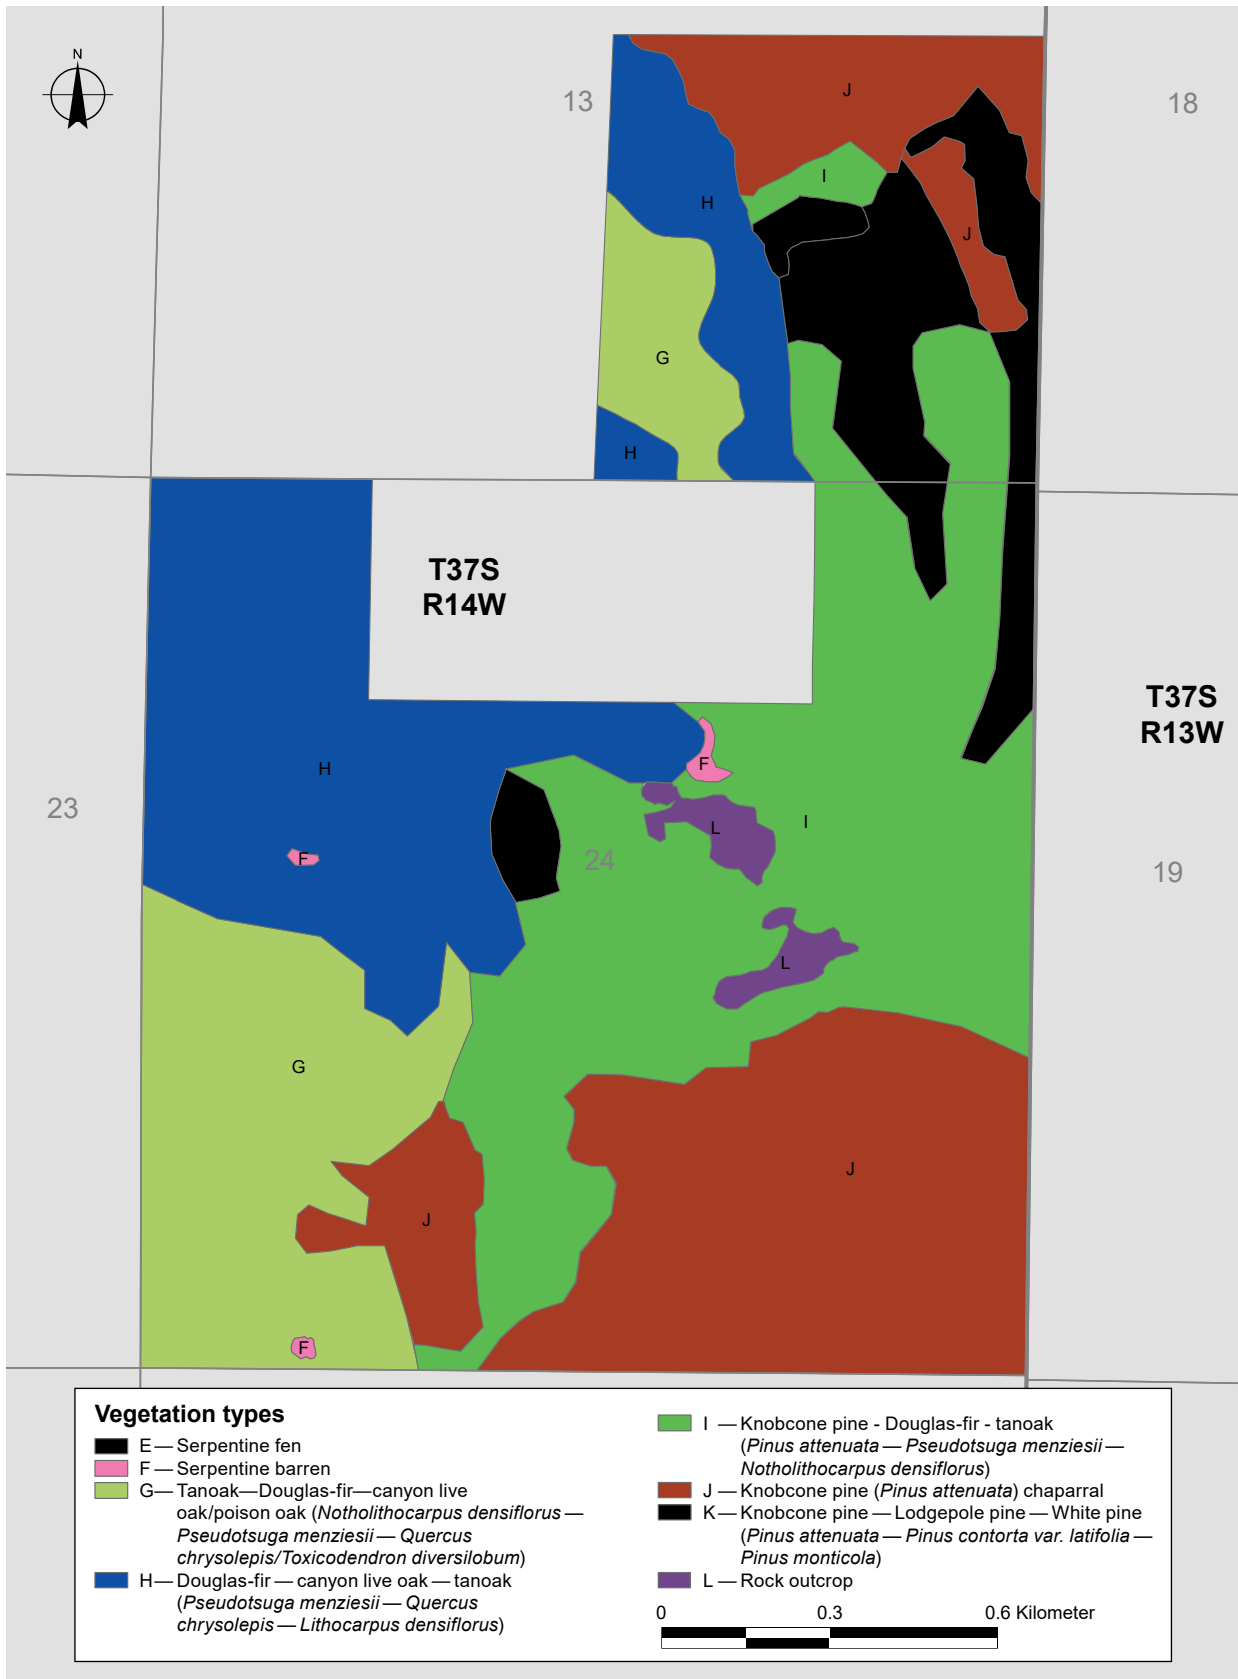 N
13
18
J
I
H
J
G
H
T37S
R14W
T37S
R13W
F
H
I
23
L
F
24
19
L
G
J
J
F
Vegetation types
E — Serpentine fen
F — Serpentine barren
G — Tanoak—Douglas-fir—canyon live
oak/poison oak (Notholithocarpus densiflorus —
Pseudotsuga menziesii — Quercus
chrysolepis/Toxicodendron diversilobum)
H — Douglas-fir — canyon live oak — tanoak
(Pseudotsuga menziesii — Quercus
chrysolepis — Lithocarpus densiflorus)
I — Knobcone pine - Douglas-fir - tanoak
(Pinus attenuata — Pseudotsuga menziesii —
Notholithocarpus densiflorus)
J — Knobcone pine (Pinus attenuata) chaparral
K — Knobcone pine — Lodgepole pine — White pine
(Pinus attenuata — Pinus contorta var. latifolia —
Pinus monticola)
L — Rock outcrop
0 0.3 0.6 Kilometer